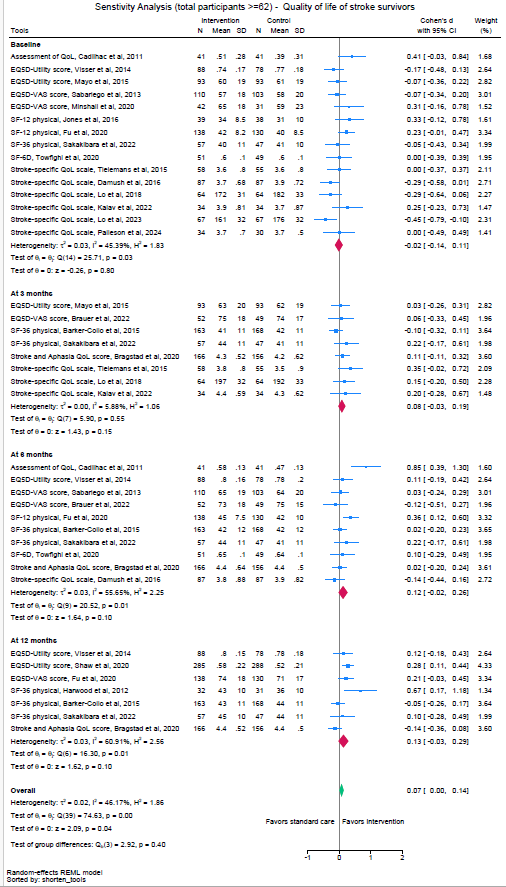 Senstivity Analysis (total participants >=62) - Quality of life of stroke survivors
Intervention Control Cohen's d Weight
Tools N Mean SD N Mean SD with 95% CI (%)
Baseline
Assessment of QoL, Cadilhac et al, 2011 41 .51 .28 41 .39 .31 0.41 [-0.03, 0.84] 1.68
EQ5D-Utility score, Visser et al, 2014 88 .74 .17 78 .77 .18 -0.17 [-0.48, 0.13] 2.64
EQ5D-Utility score, Mayo et al, 2015 93 60 19 93 61 19 -0.07 [-0.36, 0.22] 2.82
EQ5D-VAS score, Sabariego et al, 2013 110 57 18 103 58 20 -0.07 [-0.34, 0.20] 3.01
EQ5D-VAS score, Minshall et al, 2020 42 65 18 31 59 23 0.31 [-0.16, 0.78] 1.52
SF-12 physical, Jones et al, 2016 39 34 8.5 38 31 10 0.33 [-0.12, 0.78] 1.61
SF-12 physical, Fu et al, 2020 138 42 8.2 130 40 8.5 0.23 [-0.01, 0.47] 3.34
SF-36 physical, Sakakibara et al, 2022 57 40 11 47 41 10 -0.05 [-0.43, 0.34] 1.99
SF-6D, Towfighi et al, 2020 51 .6 .1 49 .6 .1 0.00 [-0.39, 0.39] 1.95
Stroke-specific QoL scale, Tielemans et al, 2015 58 3.6 .8 55 3.6 .8 0.00 [-0.37, 0.37] 2.11
Stroke-specific QoL scale, Damush et al, 2016 87 3.7 .68 87 3.9 .72 -0.29 [-0.58, 0.01] 2.71
Stroke-specific QoL scale, Lo et al, 2018 64 172 31 64 182 33 -0.29 [-0.64, 0.06] 2.27
Stroke-specific QoL scale, Kalav et al, 2022 34 3.9 .81 34 3.7 .87 0.25 [-0.23, 0.73] 1.47
Stroke-specific QoL scale, Lo et al, 2023 67 161 32 67 176 32 -0.45 [-0.79, -0.10] 2.31
Stroke-specific QoL scale, Pallesen et al, 2024 34 3.7 .7 30 3.7 .5 0.00 [-0.49, 0.49] 1.41
Heterogeneity: τ² = 0.03, I² = 45.39%, H² = 1.83 -0.02 [-0.14, 0.11]
Test of θᵢ = θⱼ: Q(14) = 25.71, p = 0.03
Test of θ = 0: z = -0.26, p = 0.80
At 3 months
EQ5D-Utility score, Mayo et al, 2015 93 63 20 93 62 19 0.03 [-0.26, 0.31] 2.82
EQ5D-VAS score, Brauer et al, 2022 52 75 18 49 74 17 0.06 [-0.33, 0.45] 1.96
SF-36 physical, Barker-Collo et al, 2015 163 41 11 168 42 11 -0.10 [-0.32, 0.11] 3.64
SF-36 physical, Sakakibara et al, 2022 57 44 11 47 41 11 0.22 [-0.17, 0.61] 1.98
Stroke and Aphasia QoL score, Bragstad et al, 2020 166 4.3 .52 156 4.2 .62 0.11 [-0.11, 0.32] 3.60
Stroke-specific QoL scale, Tielemans et al, 2015 58 3.8 .8 55 3.5 .9 0.35 [-0.02, 0.72] 2.09
Stroke-specific QoL scale, Lo et al, 2018 64 197 32 64 192 33 0.15 [-0.20, 0.50] 2.28
Stroke-specific QoL scale, Kalav et al, 2022 34 4.4 .59 34 4.3 .62 0.20 [-0.28, 0.67] 1.48
Heterogeneity: τ² = 0.00, I² = 5.88%, H² = 1.06 0.08 [-0.03, 0.19]
Test of θᵢ = θⱼ: Q(7) = 5.90, p = 0.55
Test of θ = 0: z = 1.43, p = 0.15
At 6 months
Assessment of QoL, Cadilhac et al, 2011 41 .58 .13 41 .47 .13 0.85 [ 0.39, 1.30] 1.60
EQ5D-Utility score, Visser et al, 2014 88 .8 .16 78 .78 .2 0.11 [-0.19, 0.42] 2.64
EQ5D-VAS score, Sabariego et al, 2013 110 65 19 103 64 20 0.03 [-0.24, 0.29] 3.01
EQ5D-VAS score, Brauer et al, 2022 52 73 18 49 75 15 -0.12 [-0.51, 0.27] 1.96
SF-12 physical, Fu et al, 2020 138 45 7.5 130 42 10 0.36 [ 0.12, 0.60] 3.32
SF-36 physical, Barker-Collo et al, 2015 163 42 12 168 42 12 0.02 [-0.20, 0.23] 3.65
SF-36 physical, Sakakibara et al, 2022 57 44 11 47 41 11 0.22 [-0.17, 0.61] 1.98
SF-6D, Towfighi et al, 2020 51 .65 .1 49 .64 .1 0.10 [-0.29, 0.49] 1.95
Stroke and Aphasia QoL score, Bragstad et al, 2020 166 4.4 .64 156 4.4 .5 0.02 [-0.20, 0.24] 3.61
Stroke-specific QoL scale, Damush et al, 2016 87 3.8 .88 87 3.9 .82 -0.14 [-0.44, 0.16] 2.72
Heterogeneity: τ² = 0.03, I² = 55.65%, H² = 2.25 0.12 [-0.02, 0.26]
Test of θᵢ = θⱼ: Q(9) = 20.52, p = 0.01
Test of θ = 0: z = 1.64, p = 0.10
At 12 months
EQ5D-Utility score, Visser et al, 2014 88 .8 .15 78 .78 .18 0.12 [-0.18, 0.43] 2.64
EQ5D-Utility score, Shaw et al, 2020 285 .58 .22 288 .52 .21 0.28 [ 0.11, 0.44] 4.33
EQ5D-VAS score, Fu et al, 2020 138 74 18 130 71 17 0.21 [-0.03, 0.45] 3.34
SF-36 physical, Harwood et al, 2012 32 43 10 31 36 10 0.67 [ 0.17, 1.18] 1.34
SF-36 physical, Barker-Collo et al, 2015 163 43 11 168 44 11 -0.05 [-0.26, 0.17] 3.64
SF-36 physical, Sakakibara et al, 2022 57 45 10 47 44 11 0.10 [-0.28, 0.49] 1.99
Stroke and Aphasia QoL score, Bragstad et al, 2020 166 4.4 .52 156 4.4 .5 -0.14 [-0.36, 0.08] 3.60
Heterogeneity: τ² = 0.03, I² = 60.91%, H² = 2.56 0.13 [-0.03, 0.29]
Test of θᵢ = θⱼ: Q(6) = 16.30, p = 0.01
Test of θ = 0: z = 1.62, p = 0.10
Overall 0.07 [ 0.00, 0.14]
Heterogeneity: τ² = 0.02, I² = 46.17%, H² = 1.86
Test of θᵢ = θⱼ: Q(39) = 74.63, p = 0.00
Test of θ = 0: z = 2.09, p = 0.04
Favors standard care Favors intervention
Test of group differences: Q_b(3) = 2.92, p = 0.40
-1 0 1 2
Random-effects REML model
Sorted by: shorten_tools